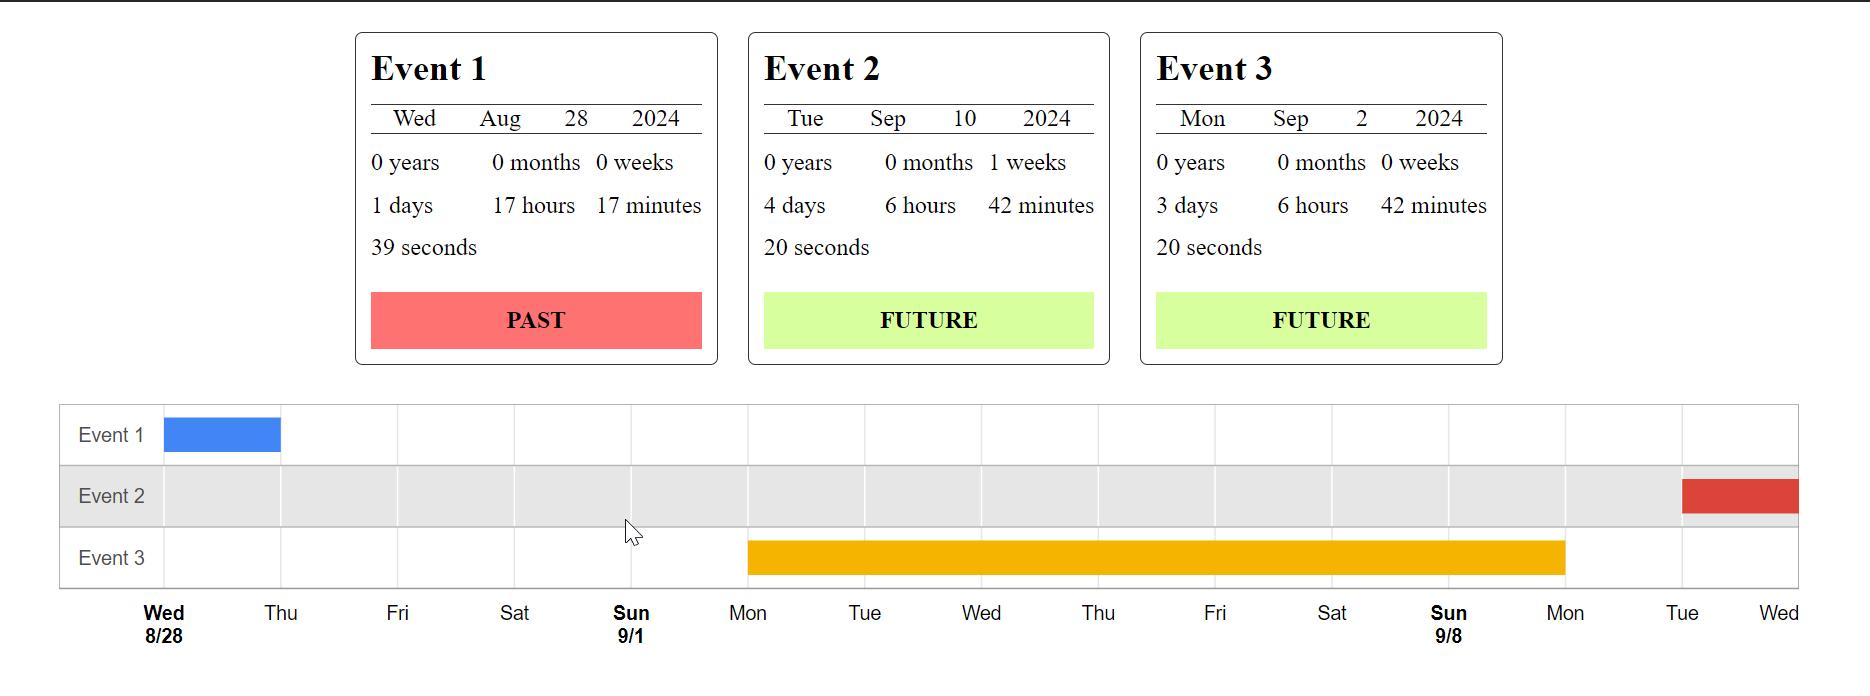 Event 1
Wed Aug 28 2024
0 years 0 months 0 weeks
1 days 17 hours 17 minutes
39 seconds
PAST
Event 2
Tue Sep 10 2024
0 years 0 months 1 weeks
4 days 6 hours 42 minutes
20 seconds
FUTURE
Event 3
Mon Sep 2 2024
0 years 0 months 0 weeks
3 days 6 hours 42 minutes
20 seconds
FUTURE
Event 1
Event 2
Event 3
Wed Thu Fri Sat Sun Mon Tue Wed Thu Fri Sat Sun Mon Tue Wed
8/28 9/1 9/8